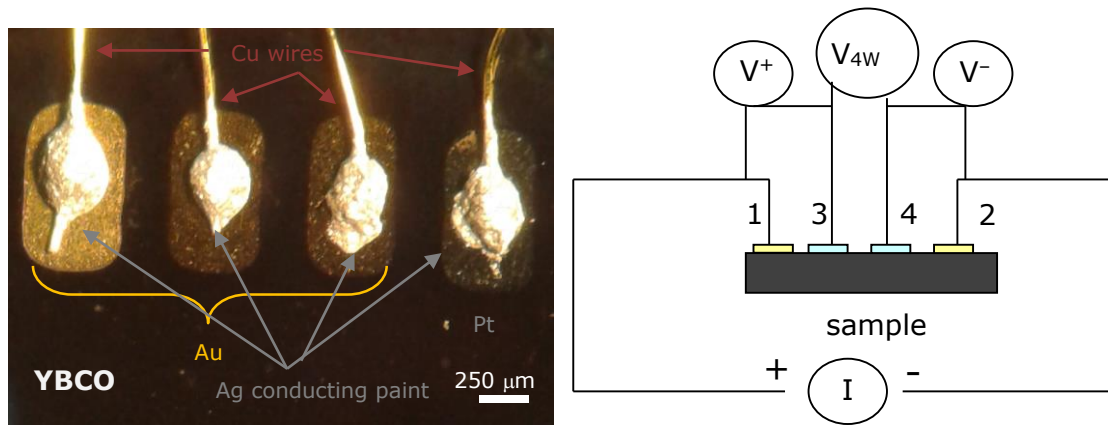 Cu wires
Pt
Au
YBCO
Ag conducting paint
250 μm
V⁺
V4W
V⁻
1
3
4
2
sample
+
-
I